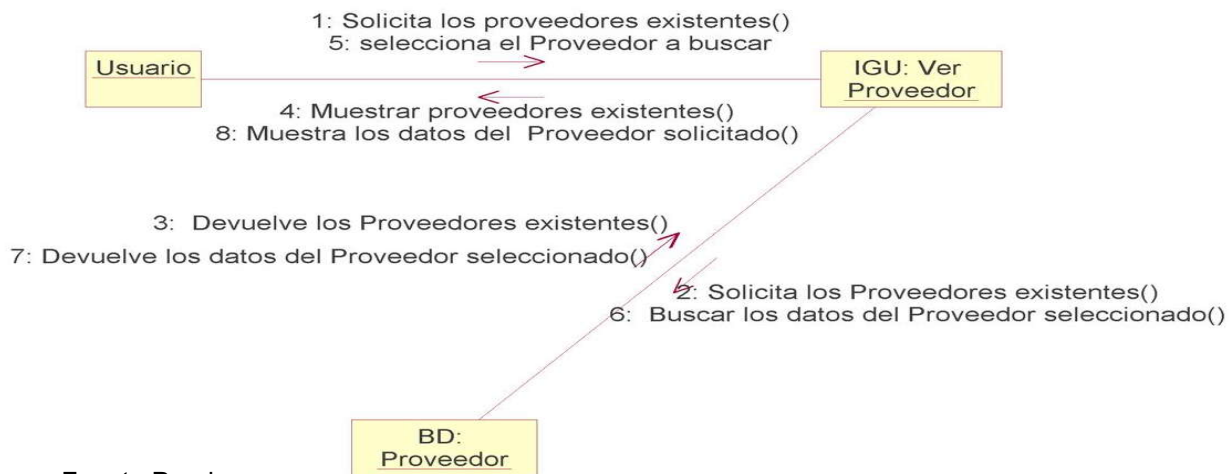 1: Solicita los proveedores existentes()
5: selecciona el Proveedor a buscar
Usuario
IGU: Ver
Proveedor
4: Muestrar proveedores existentes()
8: Muestra los datos del Proveedor solicitado()
3: Devuelve los Proveedores existentes()
7: Devuelve los datos del Proveedor seleccionado()
2: Solicita los Proveedores existentes()
6: Buscar los datos del Proveedor seleccionado()
BD:
Proveedor